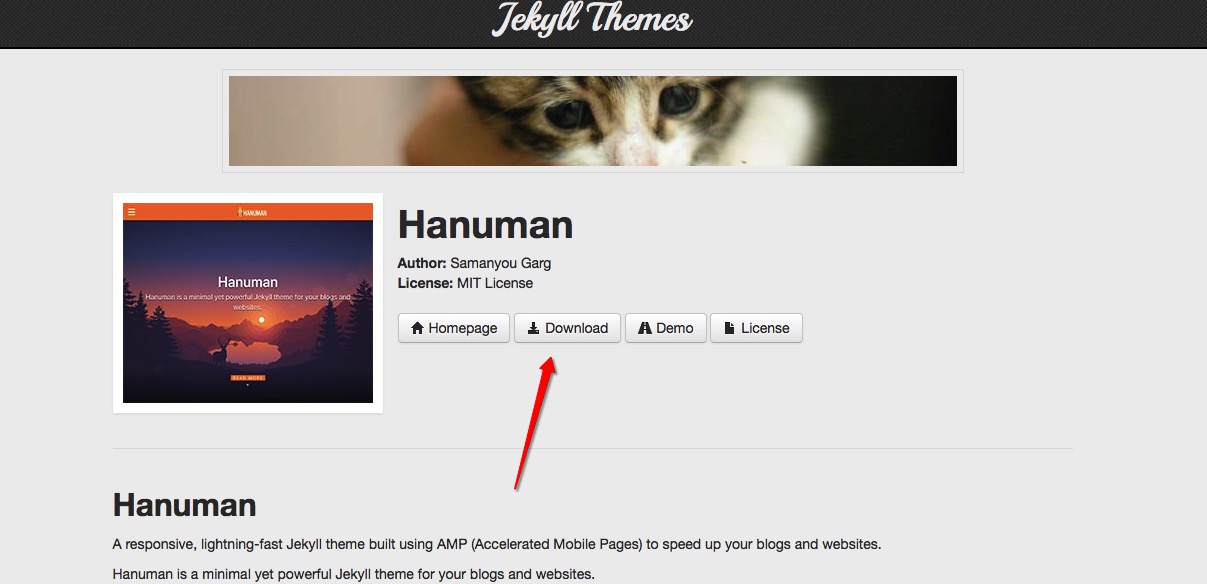 Jekyll Themes
HANUMAN
Hanuman
Hanuman is a minimal yet powerful Jekyll theme for your blogs and
websites.
READ MORE
Hanuman
Author: Samanyou Garg
License: MIT License
Homepage Download Demo License
Hanuman
A responsive, lightning-fast Jekyll theme built using AMP (Accelerated Mobile Pages) to speed up your blogs and websites.
Hanuman is a minimal yet powerful Jekyll theme for your blogs and websites.